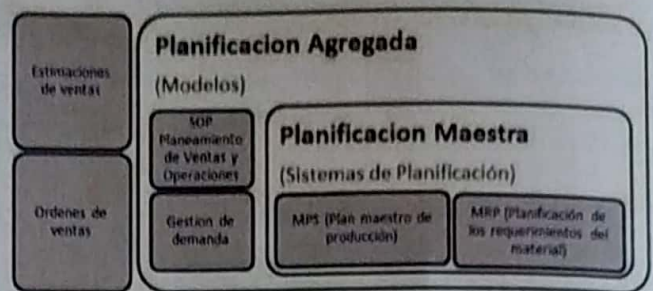 Estimaciones
de ventas
Ordenes de
ventas
Planificacion Agregada
(Modelos)
SOP
Planeamiento
de Ventas y
Operaciones
Gestion de
demanda
Planificacion Maestra
(Sistemas de Planificación)
MPS (Plan maestro de
producción)
MRP (Planificación de
los requerimientos del
material)